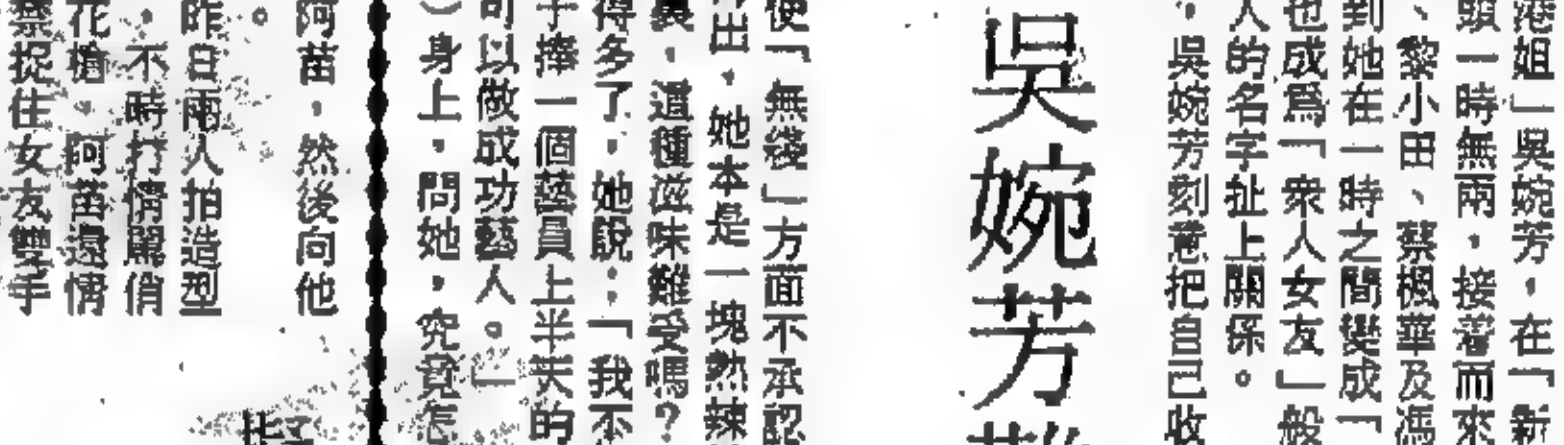 港姐」吳婉芳，在「新
頭一時無兩，接著而來
、黎小田、蔡楓華及馮
到她在一時之間變成「
也成爲「衆人女友」般
人的名字扯上關係。
，吳婉芳刻意把自己收
吳婉芳
使「無綫」方面不承認
出，她本是一塊熱辣
裏，這種滋味難受嗎？
得多了，她說：「我不
子捧一個藝員上半天的
可以做成功藝人。」
）身上，問她，究竟怎
阿苗，然後向他
。
昨日兩人拍造型
，不時打情罵俏
花槍。阿苗還情
禁捉住女友雙手